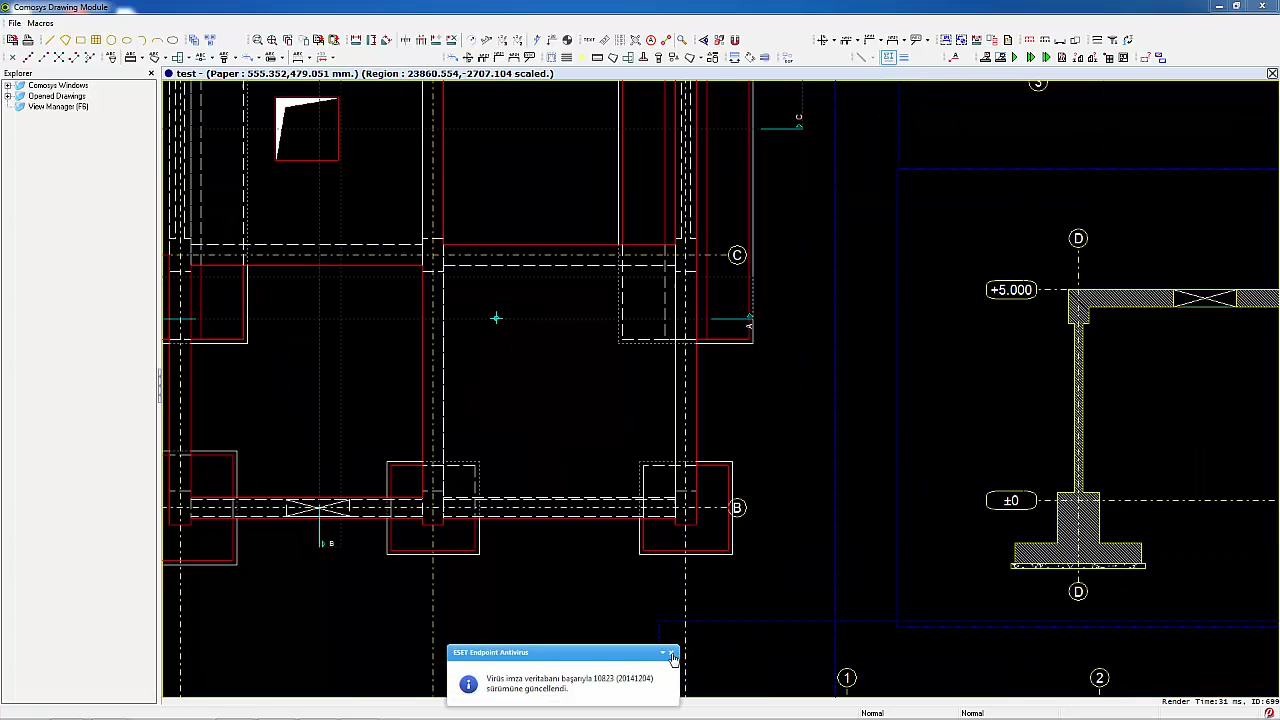 Comosys Drawing Module
File Macros
Explorer
test - (Paper : 555.352,479.051 mm.) (Region : 23860.554,-2707.104 scaled.)
Comosys Windows
Opened Drawings
View Manager (F6)
3
C
C
D
+5.000
A
±0
B
B
D
ESET Endpoint Antivirus
Virüs imza veritabanı başarıyla 10823 (20141204)
sürümüne güncellendi.
1
2
Render Time:31 ms, ID:699
Normal
Normal